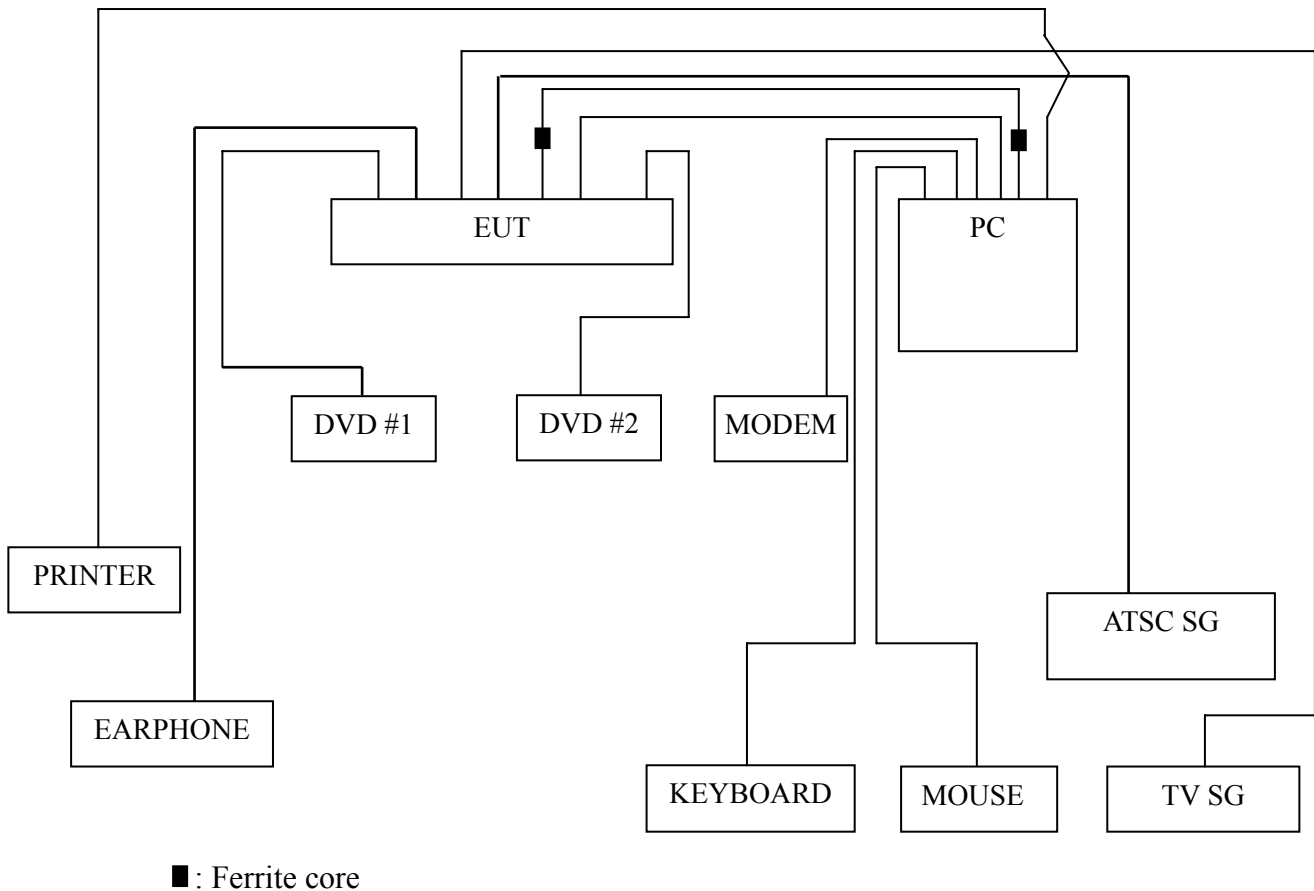 EUT
PC
DVD #1
DVD #2
MODEM
PRINTER
ATSC SG
EARPHONE
KEYBOARD
MOUSE
TV SG
: Ferrite core